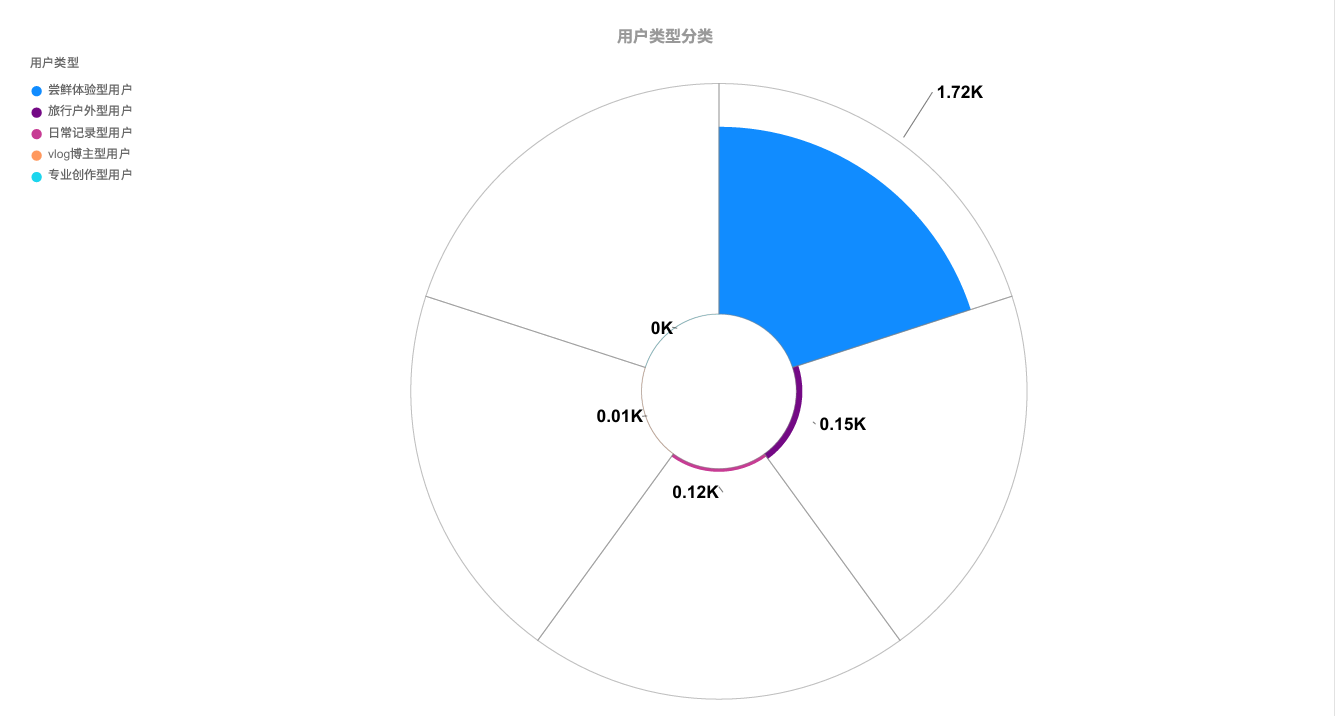 用户类型分类
用户类型
尝鲜体验型用户
旅行户外型用户
日常记录型用户
vlog博主型用户
专业创作型用户
1.72K
0K
0.01K
0.15K
0.12K